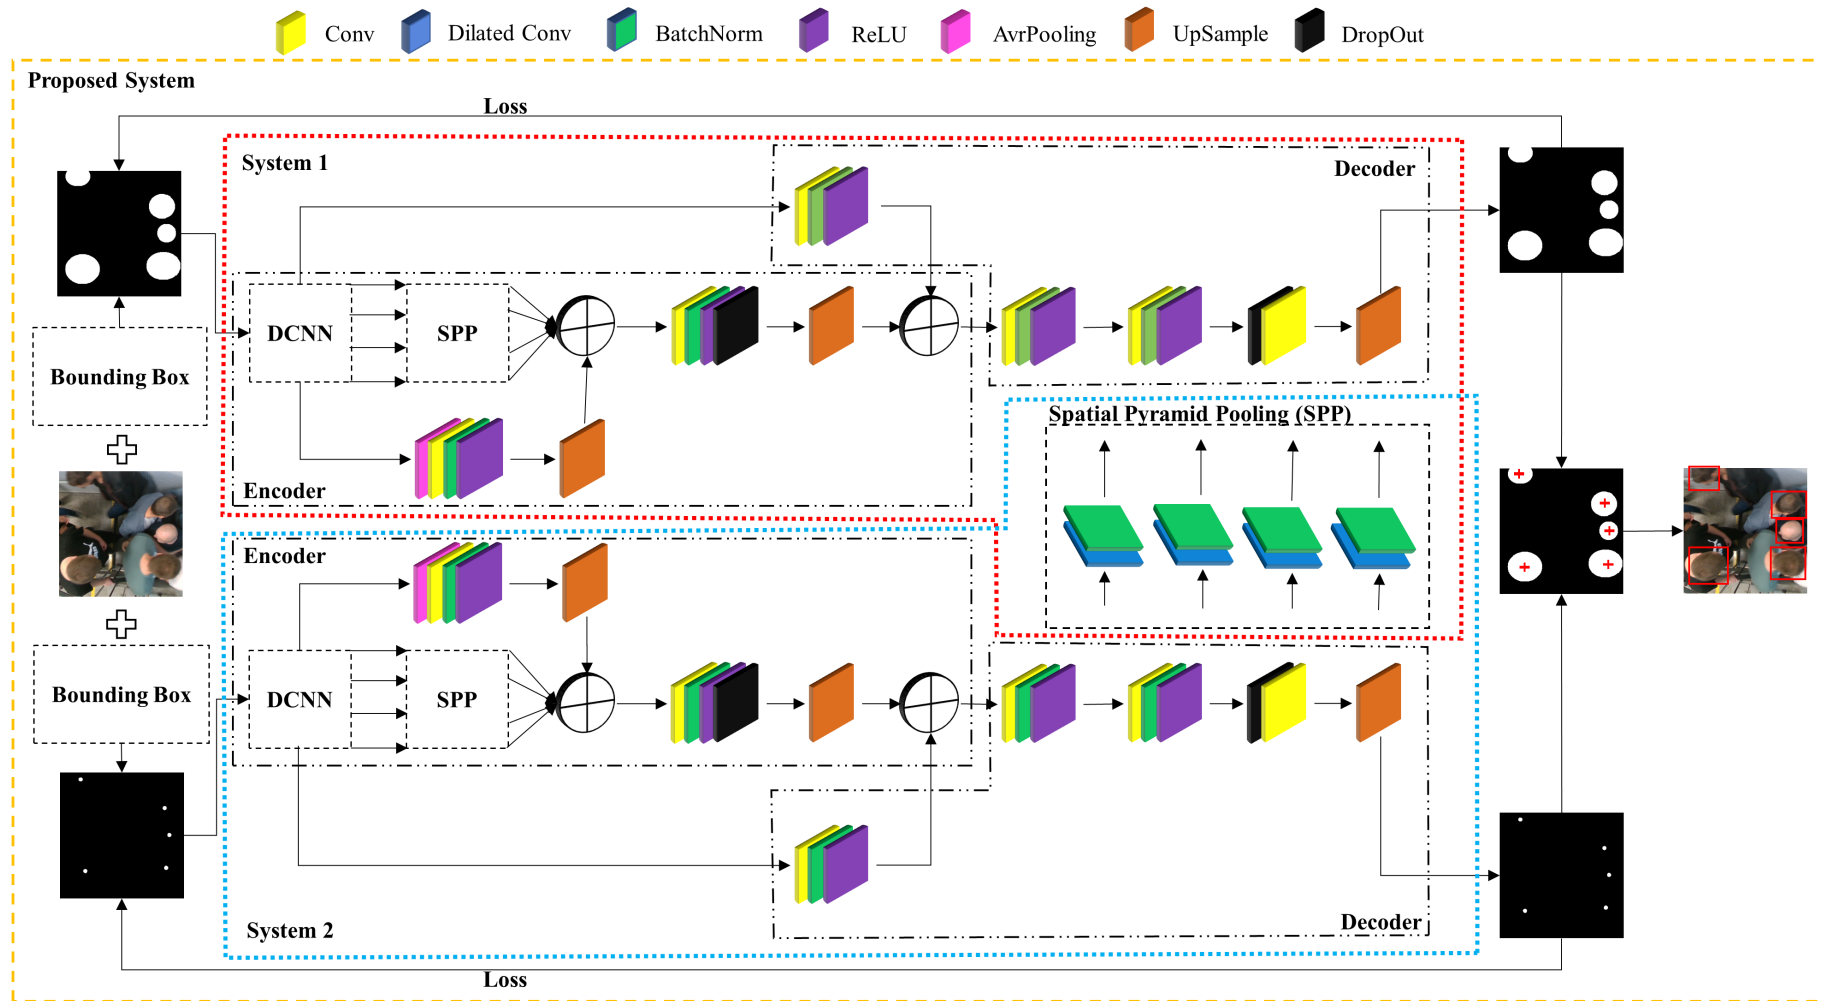 Conv Dilated Conv BatchNorm ReLU AvrPooling UpSample DropOut
Proposed System
Loss
System 1
Decoder
DCNN
SPP
Bounding Box
Spatial Pyramid Pooling (SPP)
Encoder
Encoder
Bounding Box
DCNN
SPP
Decoder
System 2
Loss